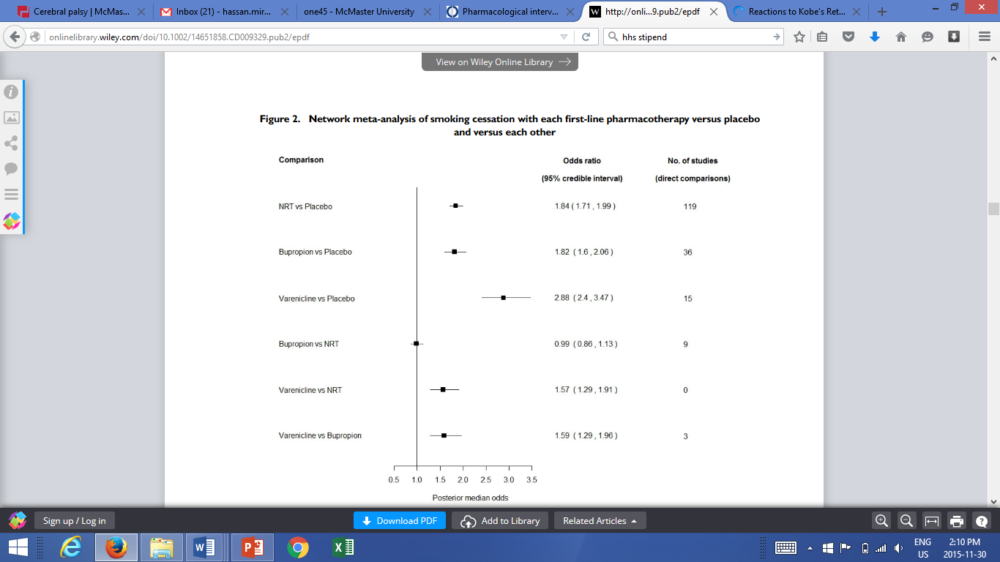 Cerebral palsy | McMas...
Inbox (21) - hassan.mir...
one45 - McMaster University
Pharmacological interv...
W http://onli...9.pub2/epdf
Reactions to Kobe's Ret...
onlinelibrary.wiley.com/doi/10.1002/14651858.CD009329.pub2/epdf
hhs stipend
View on Wiley Online Library
Figure 2. Network meta-analysis of smoking cessation with each first-line pharmacotherapy versus placebo
and versus each other
Comparison Odds ratio No. of studies
(95% credible interval) (direct comparisons)
NRT vs Placebo 1.84 ( 1.71 , 1.99 ) 119
Bupropion vs Placebo 1.82 ( 1.6 , 2.06 ) 36
Varenicline vs Placebo 2.88 ( 2.4 , 3.47 ) 15
Bupropion vs NRT 0.99 ( 0.86 , 1.13 ) 9
Varenicline vs NRT 1.57 ( 1.29 , 1.91 ) 0
Varenicline vs Bupropion 1.59 ( 1.29 , 1.96 ) 3
0.5 1.0 1.5 2.0 2.5 3.0 3.5
Posterior median odds
Sign up / Log in
Download PDF
Add to Library
Related Articles
ENG 2:10 PM
US 2015-11-30